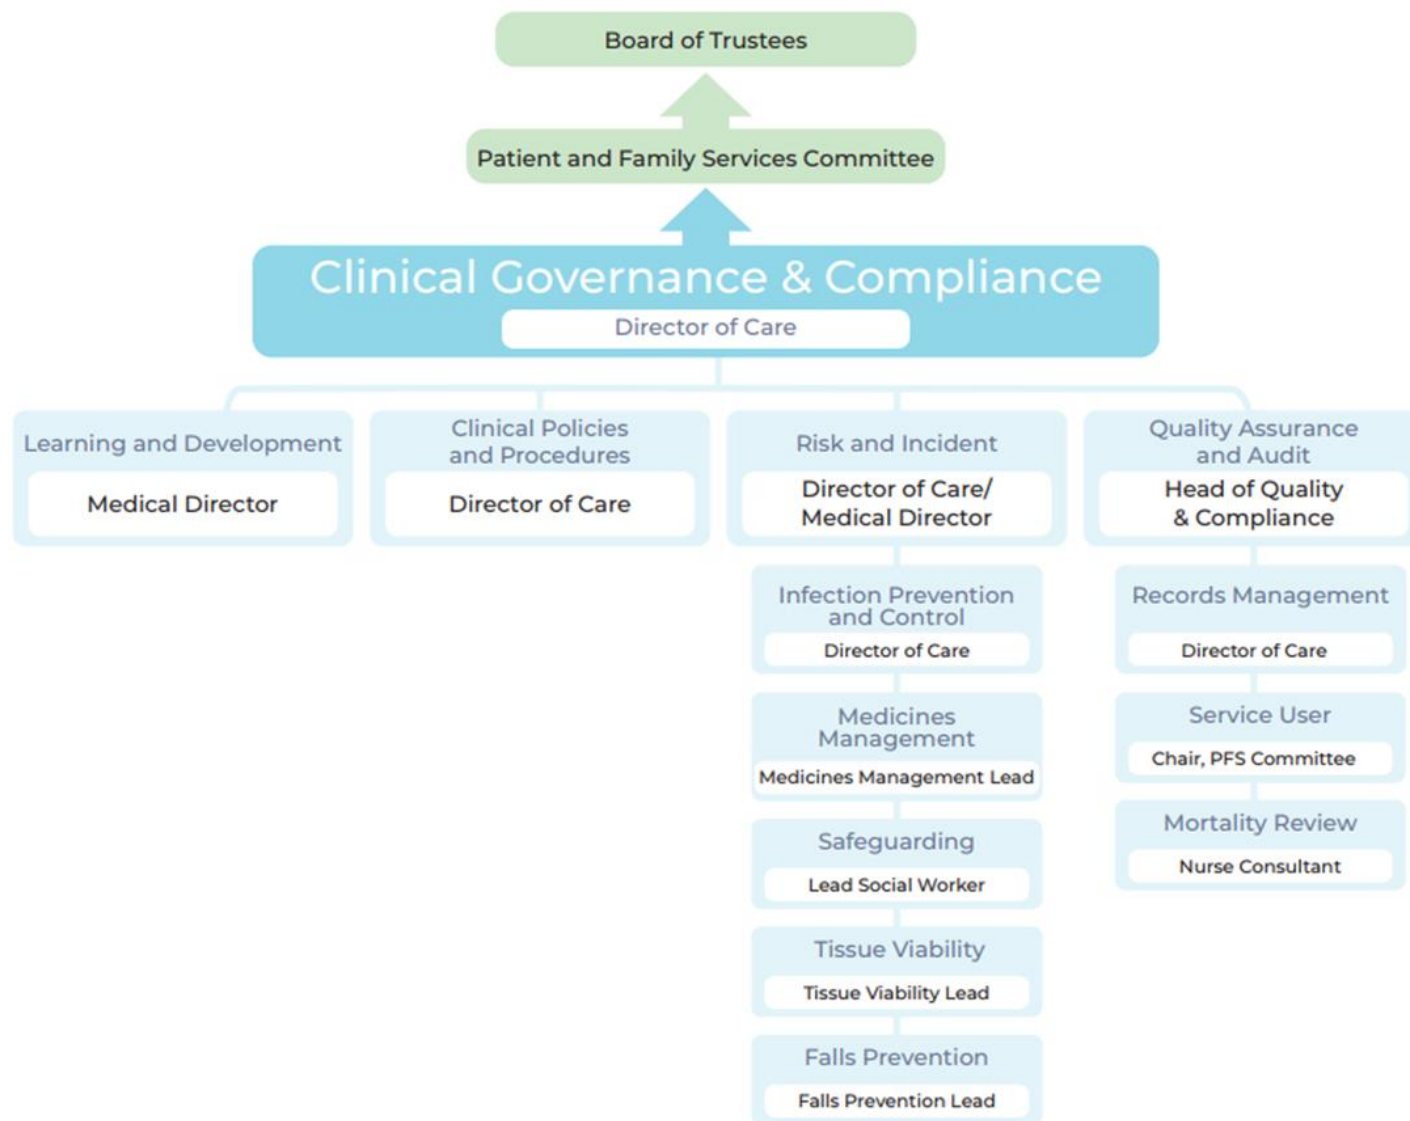 Board of Trustees
Patient and Family Services Committee
Clinical Governance & Compliance
Director of Care
Learning and Development
Medical Director
Clinical Policies
and Procedures
Director of Care
Risk and Incident
Director of Care/
Medical Director
Quality Assurance
and Audit
Head of Quality
& Compliance
Infection Prevention
and Control
Director of Care
Medicines
Management
Medicines Management Lead
Safeguarding
Lead Social Worker
Tissue Viability
Tissue Viability Lead
Falls Prevention
Falls Prevention Lead
Records Management
Director of Care
Service User
Chair, PFS Committee
Mortality Review
Nurse Consultant